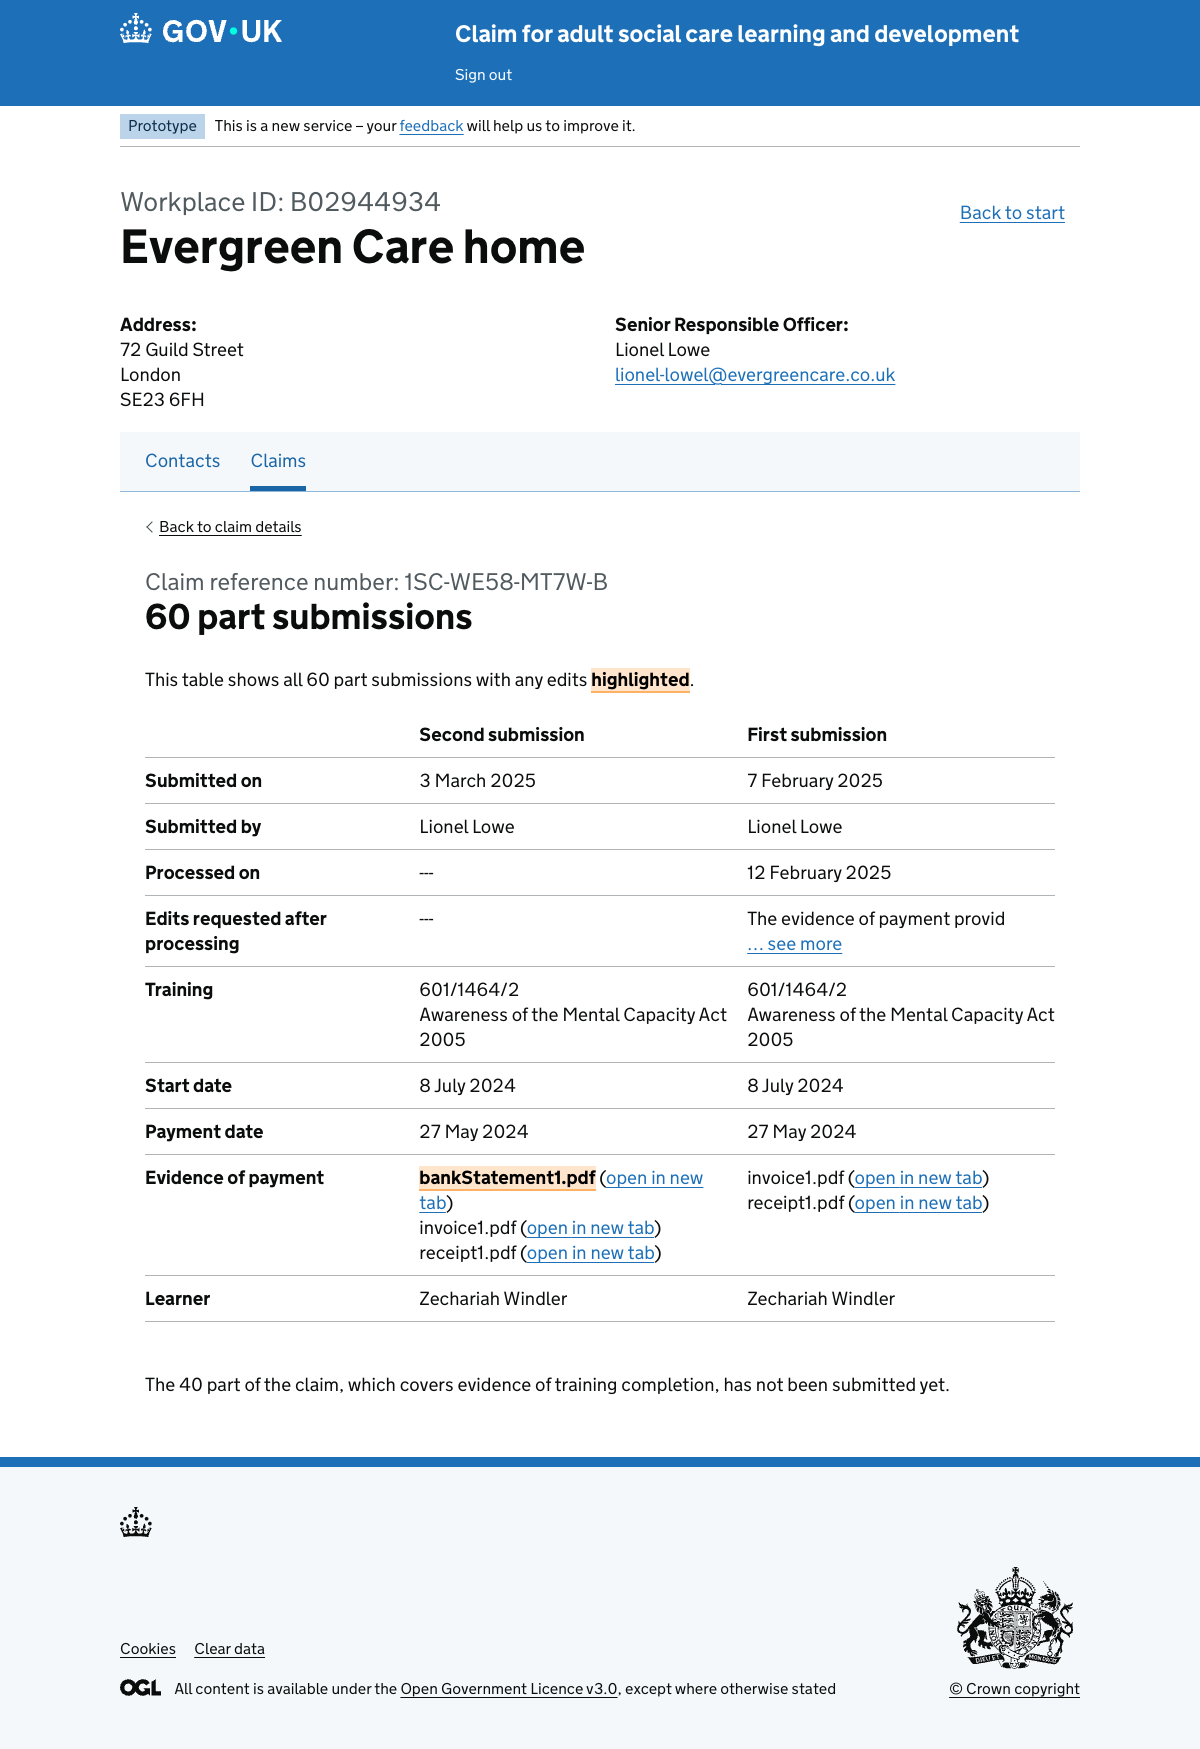 GOV·UK
Claim for adult social care learning and development
Sign out
Prototype
This is a new service – your feedback will help us to improve it.
Workplace ID: B02944934
Back to start
Evergreen Care home
Address:
72 Guild Street
London
SE23 6FH
Senior Responsible Officer:
Lionel Lowe
lionel-lowel@evergreencare.co.uk
Contacts
Claims
Back to claim details
Claim reference number: 1SC-WE58-MT7W-B
60 part submissions
This table shows all 60 part submissions with any edits highlighted.
Second submission
First submission
Submitted on
3 March 2025
7 February 2025
Submitted by
Lionel Lowe
Lionel Lowe
Processed on
---
12 February 2025
Edits requested after
processing
---
The evidence of payment provid
... see more
Training
601/1464/2
Awareness of the Mental Capacity Act
2005
601/1464/2
Awareness of the Mental Capacity Act
2005
Start date
8 July 2024
8 July 2024
Payment date
27 May 2024
27 May 2024
Evidence of payment
bankStatement1.pdf (open in new
tab)
invoice1.pdf (open in new tab)
receipt1.pdf (open in new tab)
invoice1.pdf (open in new tab)
receipt1.pdf (open in new tab)
Learner
Zechariah Windler
Zechariah Windler
The 40 part of the claim, which covers evidence of training completion, has not been submitted yet.
Cookies
Clear data
OGL
All content is available under the Open Government Licence v3.0, except where otherwise stated
© Crown copyright